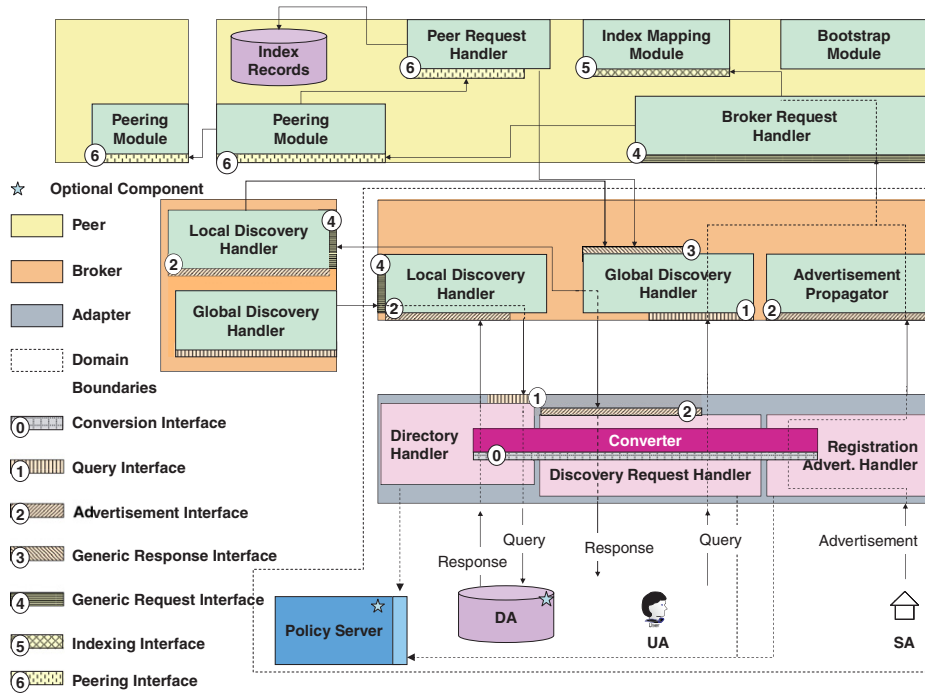 Index
Records
Peer Request
Handler
6
Index Mapping
Module
5
Bootstrap
Module
Peering
Module
6
Peering
Module
6
Broker Request
Handler
4
Optional Component
Peer
Broker
Adapter
Domain
Boundaries
0
Conversion Interface
1
Query Interface
2
Advertisement Interface
3
Generic Response Interface
4
Generic Request Interface
5
Indexing Interface
6
Peering Interface
Local Discovery
Handler
4
2
Global Discovery
Handler
4
Local Discovery
Handler
2
3
Global Discovery
Handler
1
Advertisement
Propagator
2
1
2
Directory
Handler
Converter
0
Discovery Request Handler
Registration
Advert. Handler
Response
Query
Response
Query
Advertisement
Policy Server
DA
UA
SA